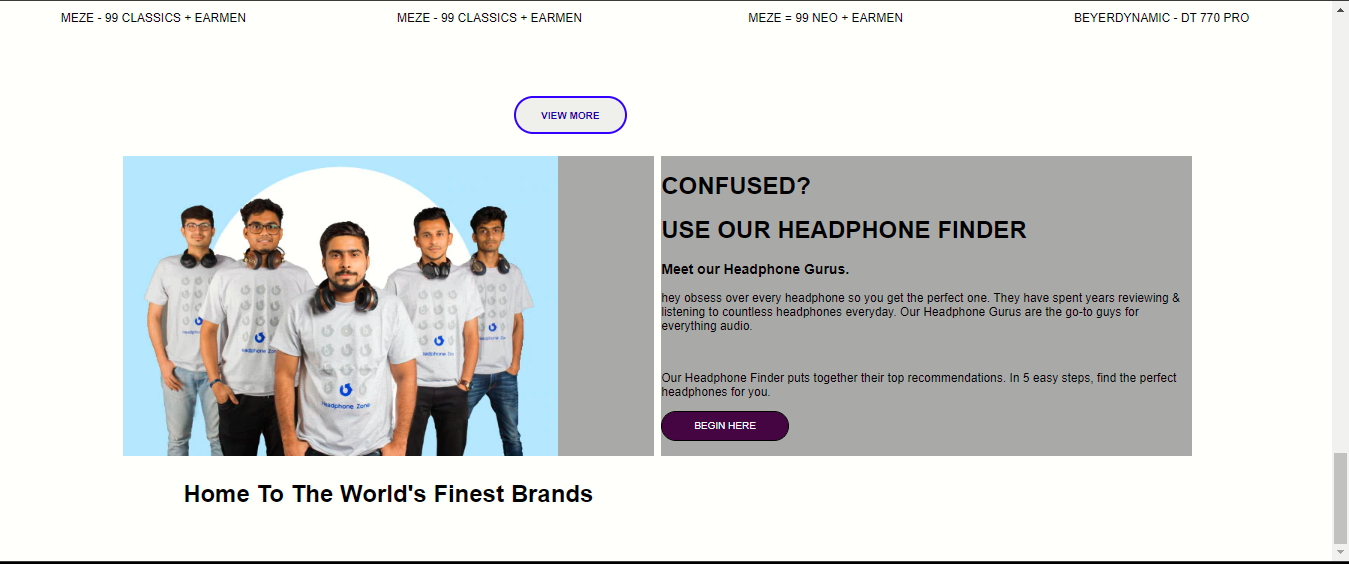 MEZE - 99 CLASSICS + EARMEN
MEZE - 99 CLASSICS + EARMEN
MEZE = 99 NEO + EARMEN
BEYERDYNAMIC - DT 770 PRO
VIEW MORE
CONFUSED?
USE OUR HEADPHONE FINDER
Meet our Headphone Gurus.
hey obsess over every headphone so you get the perfect one. They have spent years reviewing &
listening to countless headphones everyday. Our Headphone Gurus are the go-to guys for
everything audio.
Our Headphone Finder puts together their top recommendations. In 5 easy steps, find the perfect
headphones for you.
BEGIN HERE
Headphone Zone
Home To The World's Finest Brands